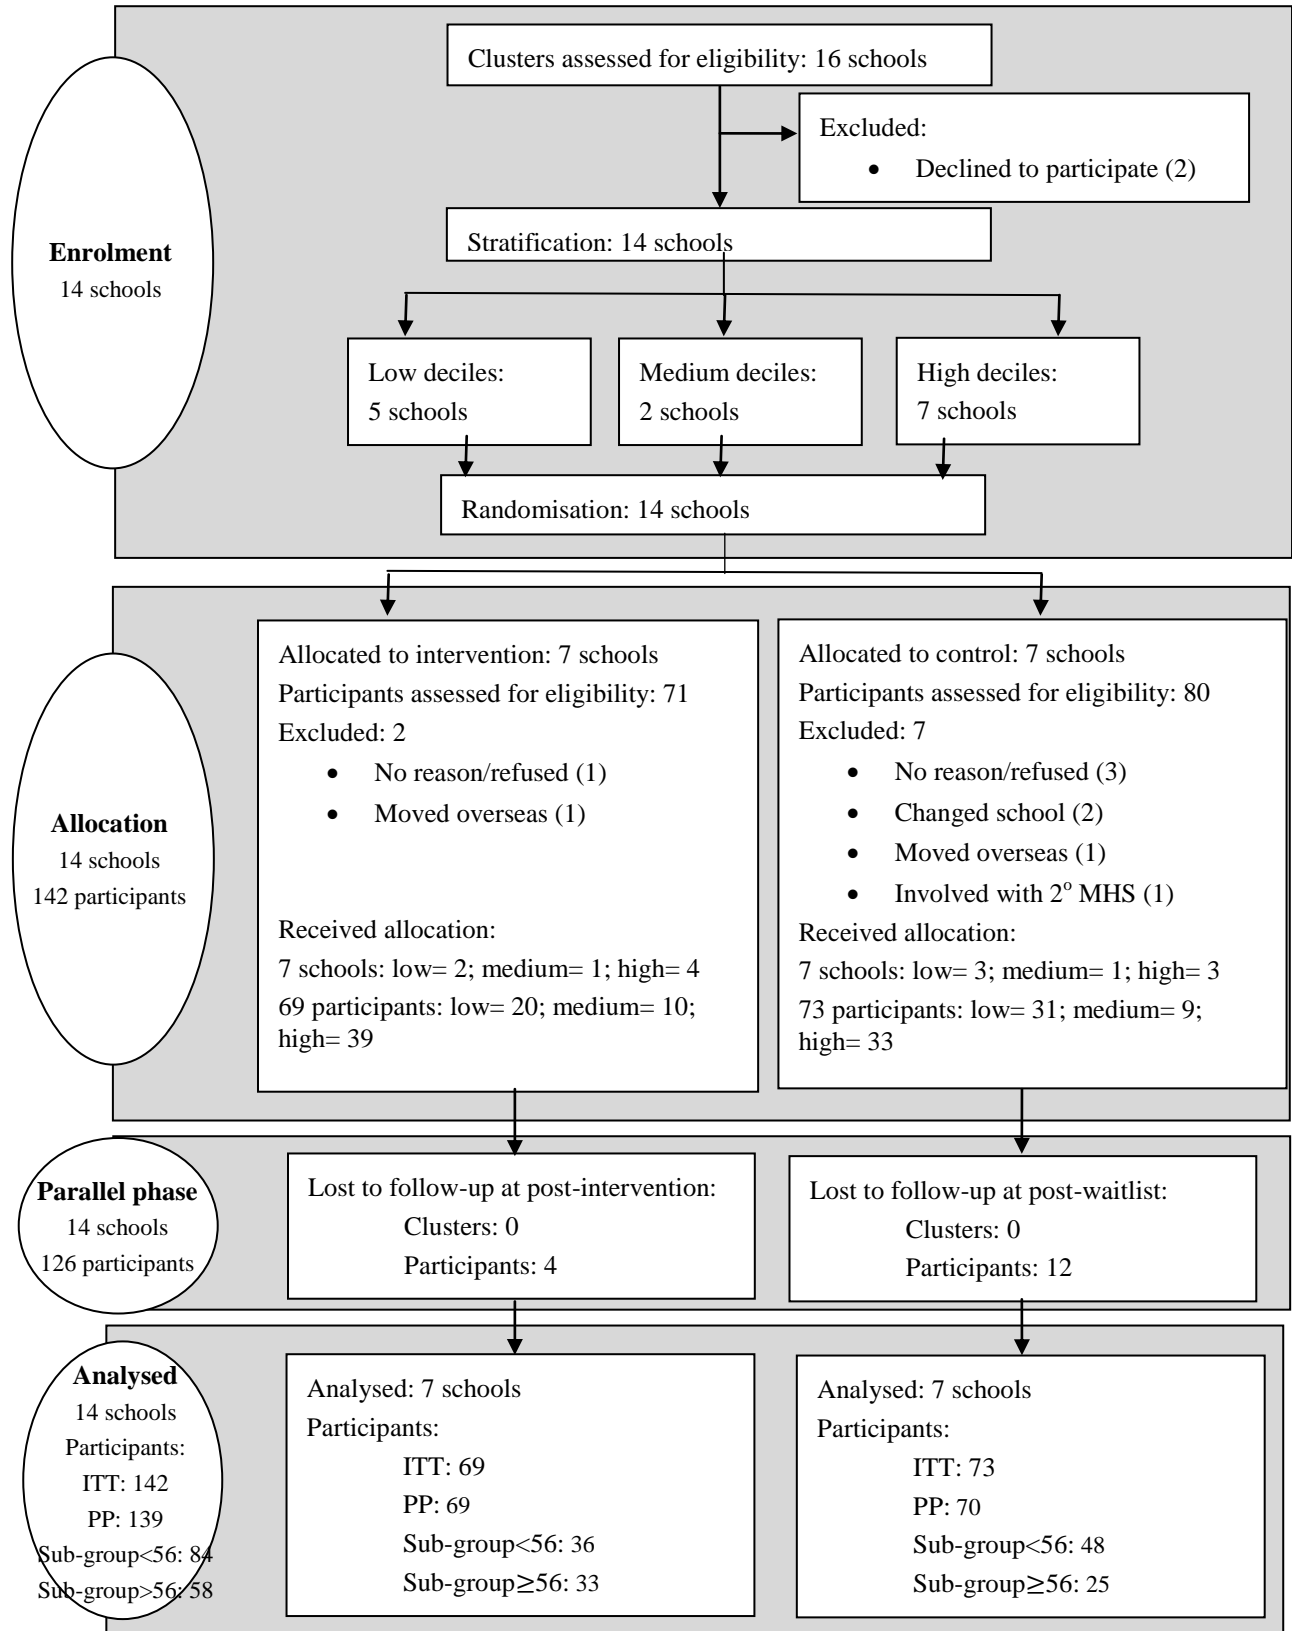 Clusters assessed for eligibility: 16 schools
Excluded:
• Declined to participate (2)
Stratification: 14 schools
Enrolment
14 schools
Low deciles:
5 schools
Medium deciles:
2 schools
High deciles:
7 schools
Randomisation: 14 schools
Allocation
14 schools
142 participants
Allocated to intervention: 7 schools
Participants assessed for eligibility: 71
Excluded: 2
• No reason/refused (1)
• Moved overseas (1)
Received allocation:
7 schools: low= 2; medium= 1; high= 4
69 participants: low= 20; medium= 10;
high= 39
Allocated to control: 7 schools
Participants assessed for eligibility: 80
Excluded: 7
• No reason/refused (3)
• Changed school (2)
• Moved overseas (1)
• Involved with 2º MHS (1)
Received allocation:
7 schools: low= 3; medium= 1; high= 3
73 participants: low= 31; medium= 9;
high= 33
Parallel phase
14 schools
126 participants
Lost to follow-up at post-intervention:
Clusters: 0
Participants: 4
Lost to follow-up at post-waitlist:
Clusters: 0
Participants: 12
Analysed
14 schools
Participants:
ITT: 142
PP: 139
Sub-group<56: 84
Sub-group>56: 58
Analysed: 7 schools
Participants:
ITT: 69
PP: 69
Sub-group<56: 36
Sub-group≥56: 33
Analysed: 7 schools
Participants:
ITT: 73
PP: 70
Sub-group<56: 48
Sub-group≥56: 25